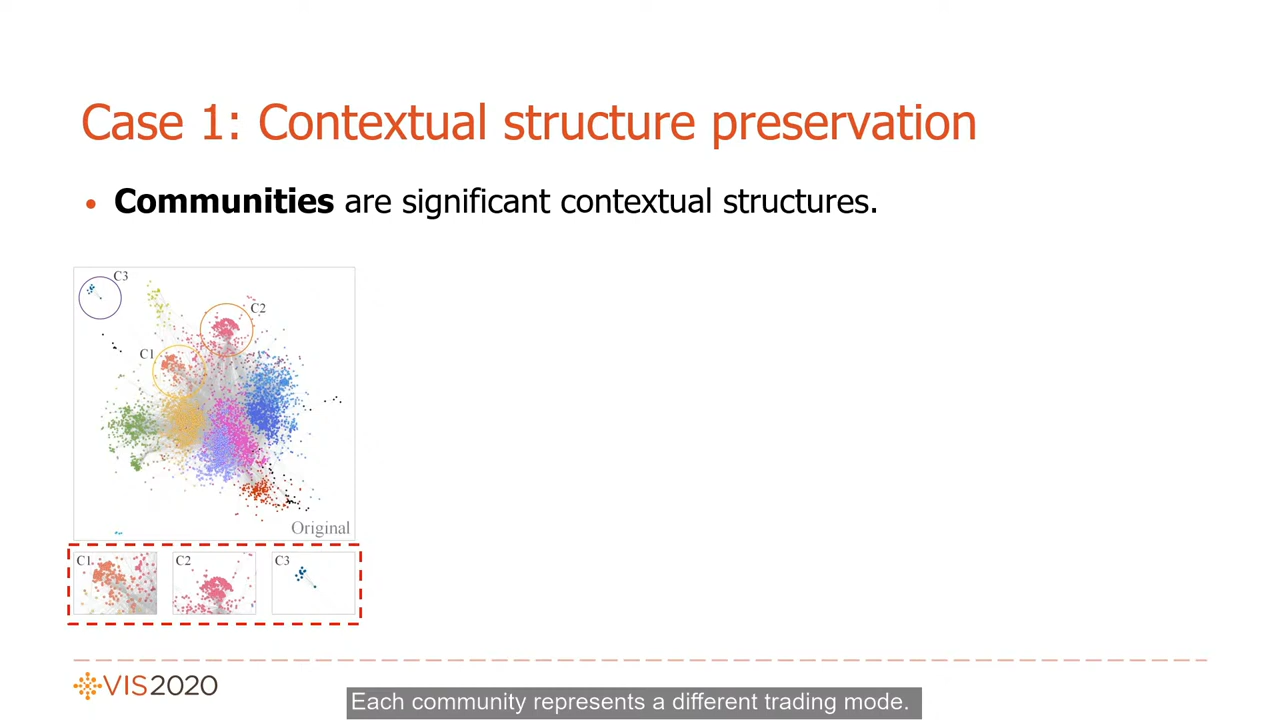 Case 1: Contextual structure preservation
• Communities are significant contextual structures.
C3
C2
C1
Original
C1
C2
C3
VIS2020
Each community represents a different trading mode.